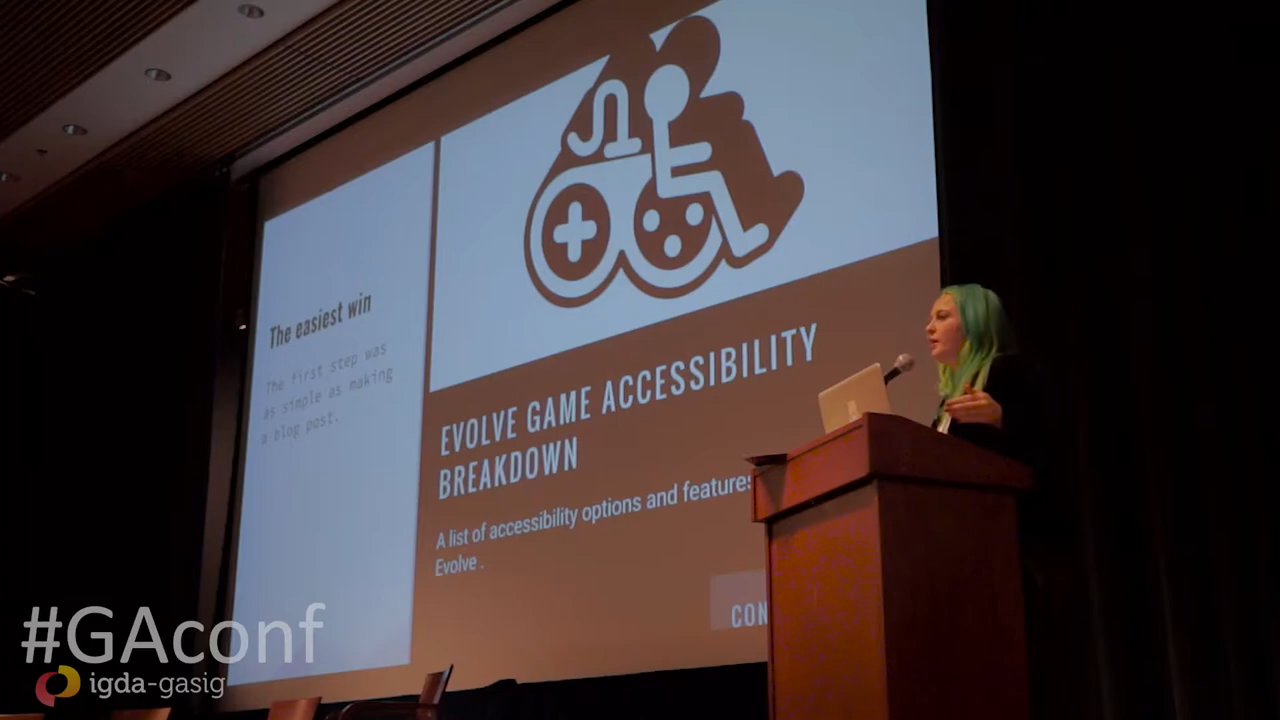 The easiest win
The first step was
as simple as making
a blog post.
EVOLVE GAME ACCESSIBILITY
BREAKDOWN
A list of accessibility options and features
Evolve .
CON
#GAconf
igda-gasig